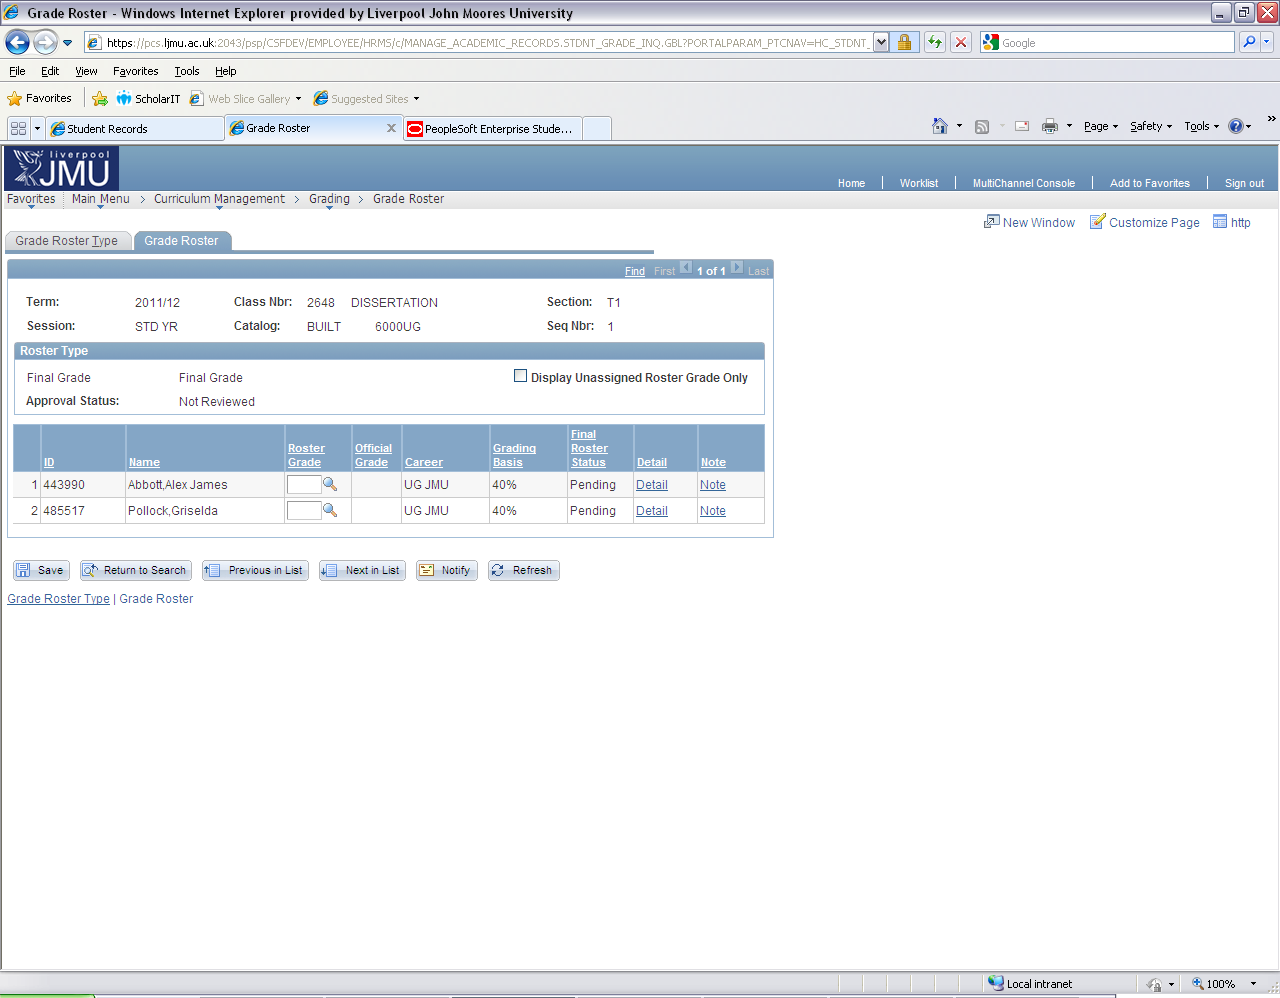 Grade Roster - Windows Internet Explorer provided by Liverpool John Moores University
https://pcs.ljmu.ac.uk:2043/psp/CSFDEV/EMPLOYEE/HRMS/c/MANAGE_ACADEMIC_RECORDS.STDNT_GRADE_INQ.GBL?PORTALPARAM_PTCNAV=HC_STDNT_ Google
File Edit View Favorites Tools Help
Favorites ScholarIT Web Slice Gallery Suggested Sites
Student Records Grade Roster PeopleSoft Enterprise Stude... Page Safety Tools
liverpool
JMU
Home Worklist MultiChannel Console Add to Favorites Sign out
Favorites Main Menu > Curriculum Management > Grading > Grade Roster
New Window Customize Page http
Grade Roster Type Grade Roster
Find First 1 of 1 Last
Term: 2011/12 Class Nbr: 2648 DISSERTATION Section: T1
Session: STD YR Catalog: BUILT 6000UG Seq Nbr: 1
Roster Type
Final Grade Final Grade Display Unassigned Roster Grade Only
Approval Status: Not Reviewed
ID Name Roster Grade Official Grade Career Grading Basis Final Roster Status Detail Note
1 443990 Abbott,Alex James UG JMU 40% Pending Detail Note
2 485517 Pollock,Griselda UG JMU 40% Pending Detail Note
Save Return to Search Previous in List Next in List Notify Refresh
Grade Roster Type | Grade Roster
Local intranet 100%